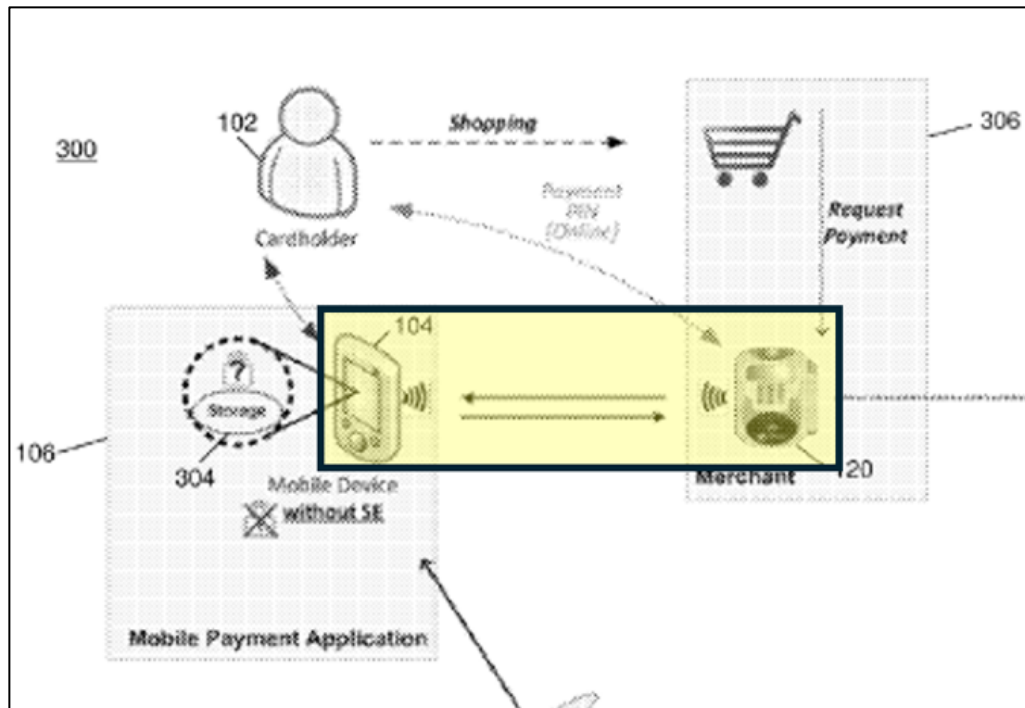 102
Shopping
306
300
Payment
PIN
(Online)
Request
Payment
Cardholder
104
?
Storage
106
304
120
Merchant
Mobile Device
without SE
Mobile Payment Application